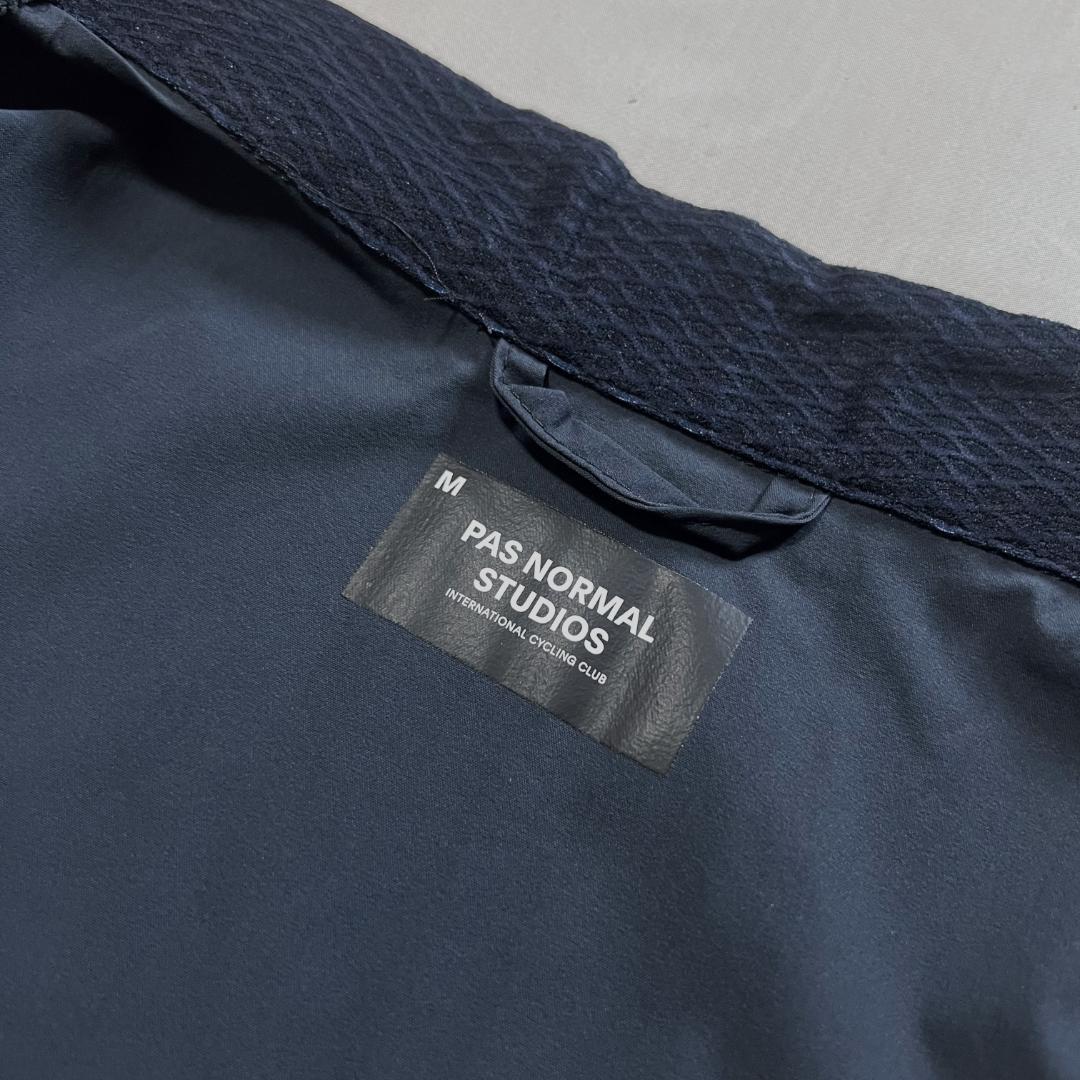 M
PAS NORMAL
STUDIOS
INTERNATIONAL CYCLING CLUB